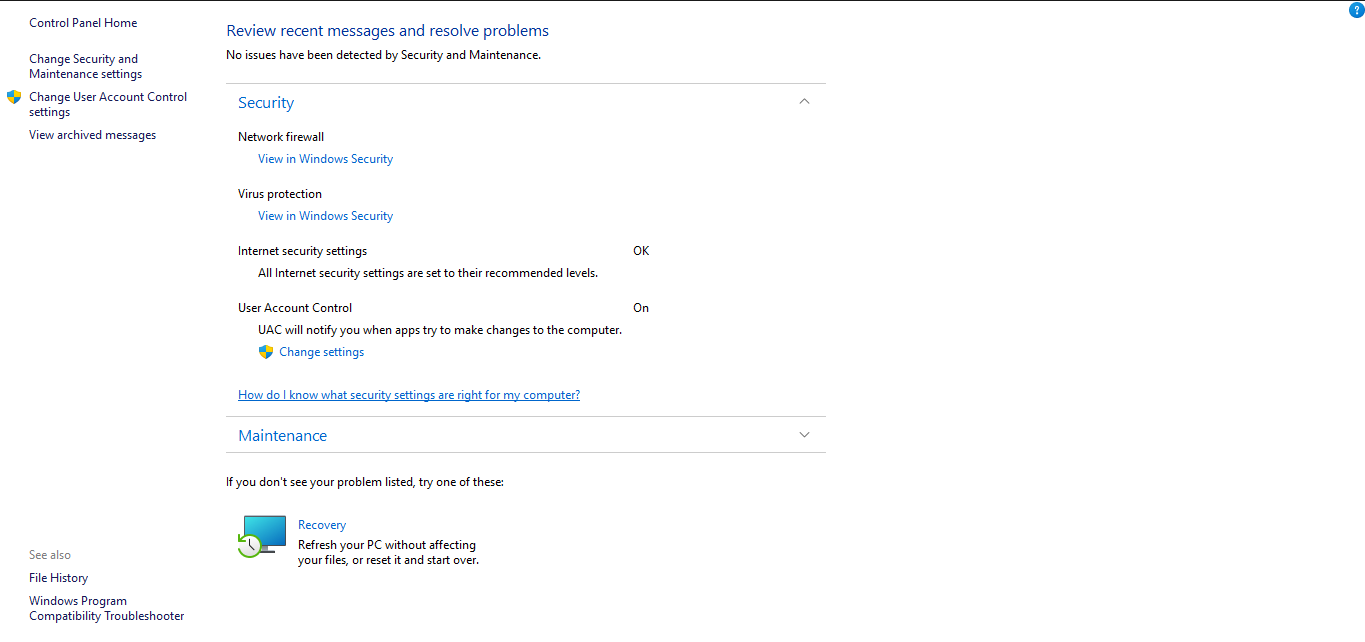 Control Panel Home
Change Security and
Maintenance settings
Change User Account Control
settings
View archived messages
Review recent messages and resolve problems
No issues have been detected by Security and Maintenance.
Security
Network firewall
View in Windows Security
Virus protection
View in Windows Security
Internet security settings OK
All Internet security settings are set to their recommended levels.
User Account Control On
UAC will notify you when apps try to make changes to the computer.
Change settings
How do I know what security settings are right for my computer?
Maintenance
If you don't see your problem listed, try one of these:
Recovery
Refresh your PC without affecting
your files, or reset it and start over.
See also
File History
Windows Program
Compatibility Troubleshooter
?